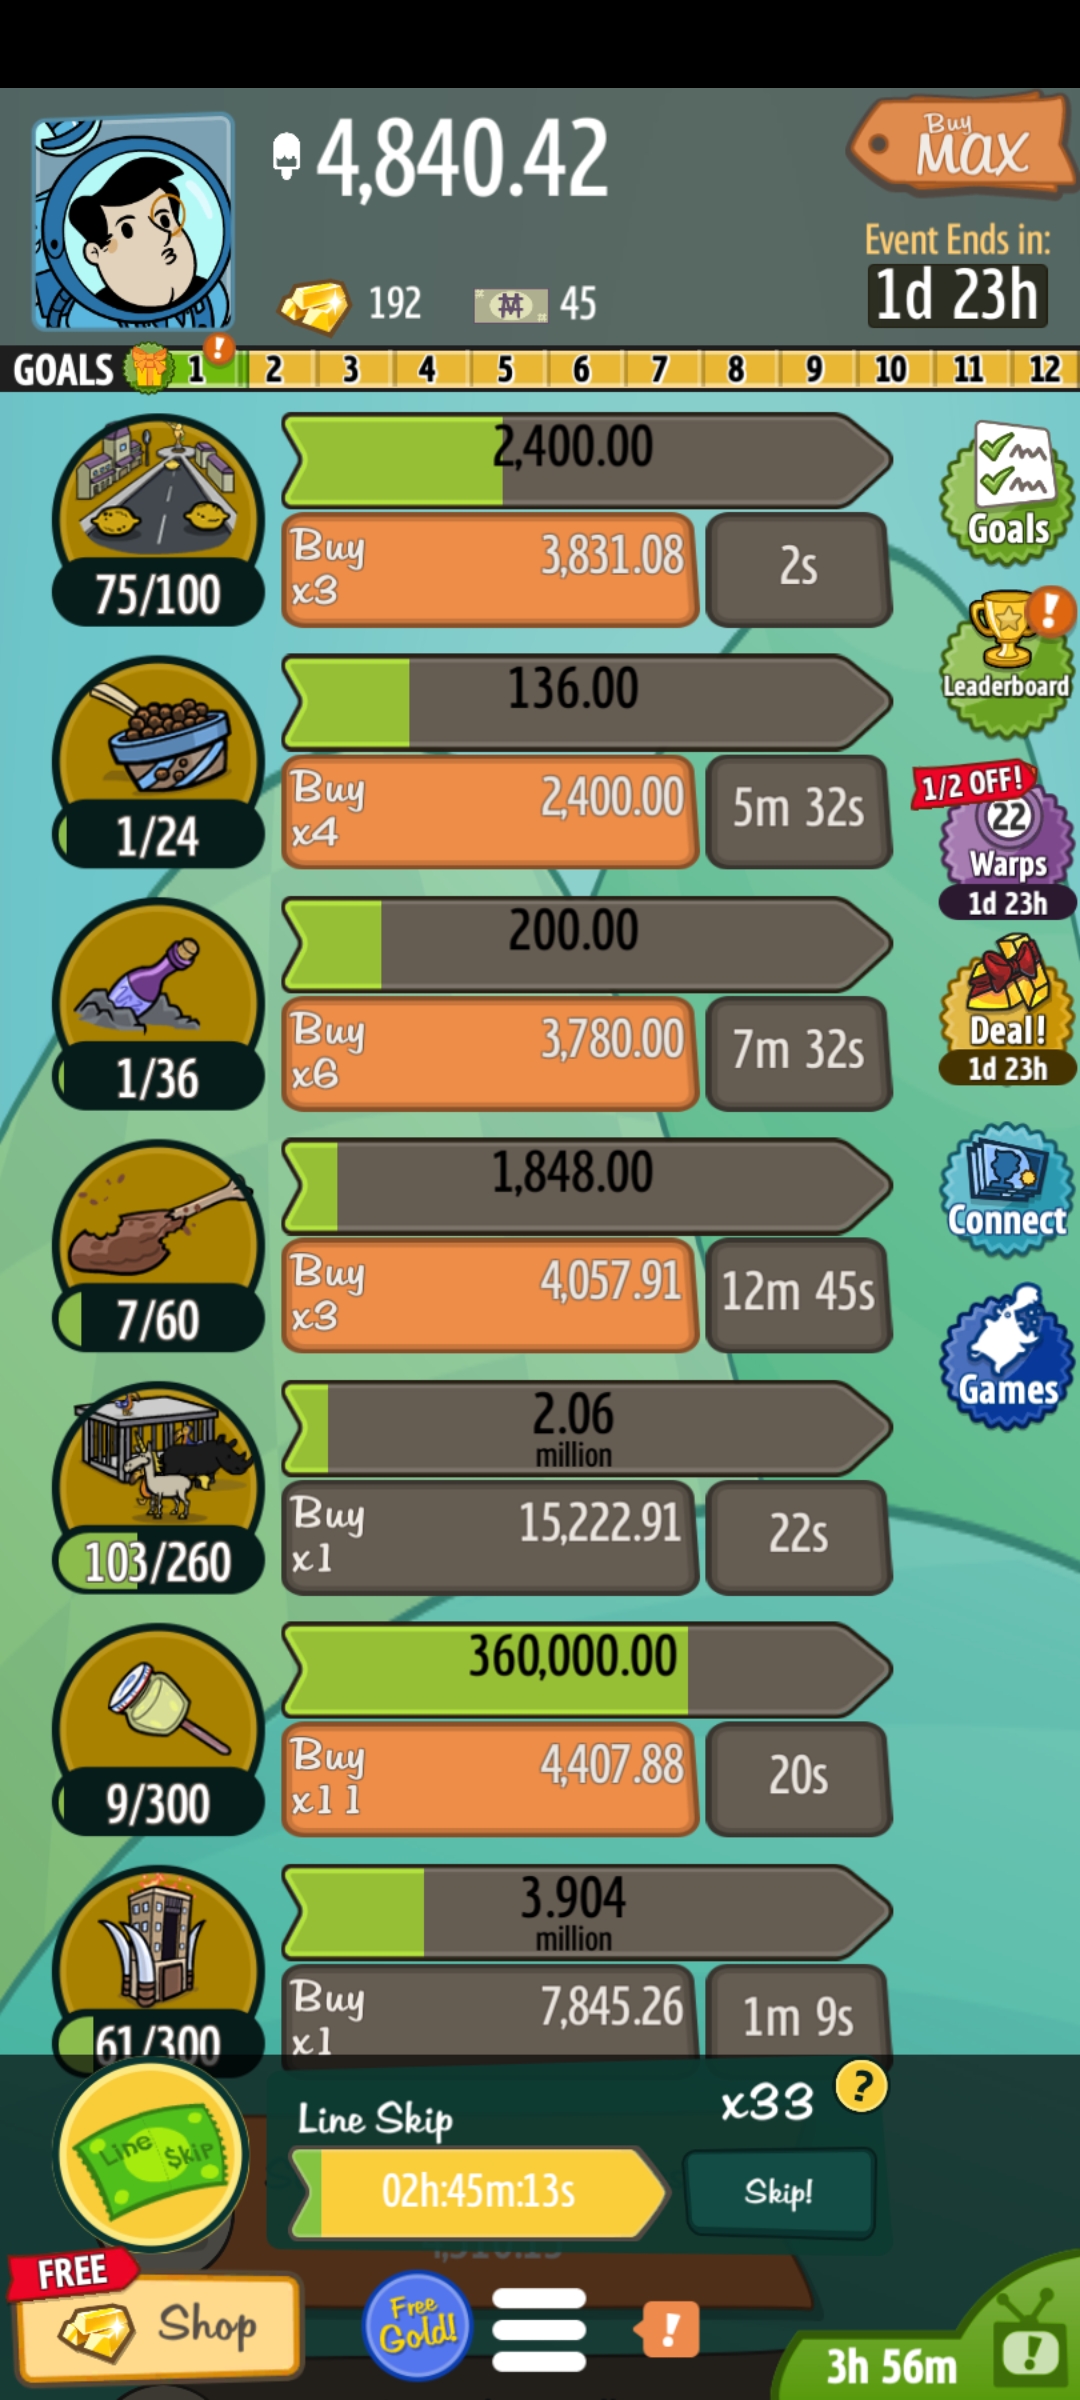 4,840.42
Buy
MAX
Event Ends in:
192
45
1d 23h
GOALS
1
!
2
3
4
5
6
7
8
9
10
11
12
2,400.00
Buy
x3
3,831.08
2s
75/100
Goals
136.00
!
Leaderboard
Buy
x4
2,400.00
5m 32s
1/24
1/2 OFF!
22
Warps
1d 23h
200.00
Buy
x6
3,780.00
7m 32s
1/36
Deal!
1d 23h
1,848.00
Connect
Buy
x3
4,057.91
12m 45s
7/60
Games
2.06
million
Buy
x1
15,222.91
22s
103/260
360,000.00
Buy
x11
4,407.88
20s
9/300
3.904
million
Buy
x1
7,845.26
1m 9s
61/300
Line Skip
x33
?
Line $kip
02h:45m:13s
Skip!
FREE
Shop
Free
Gold!
!
3h 56m
!